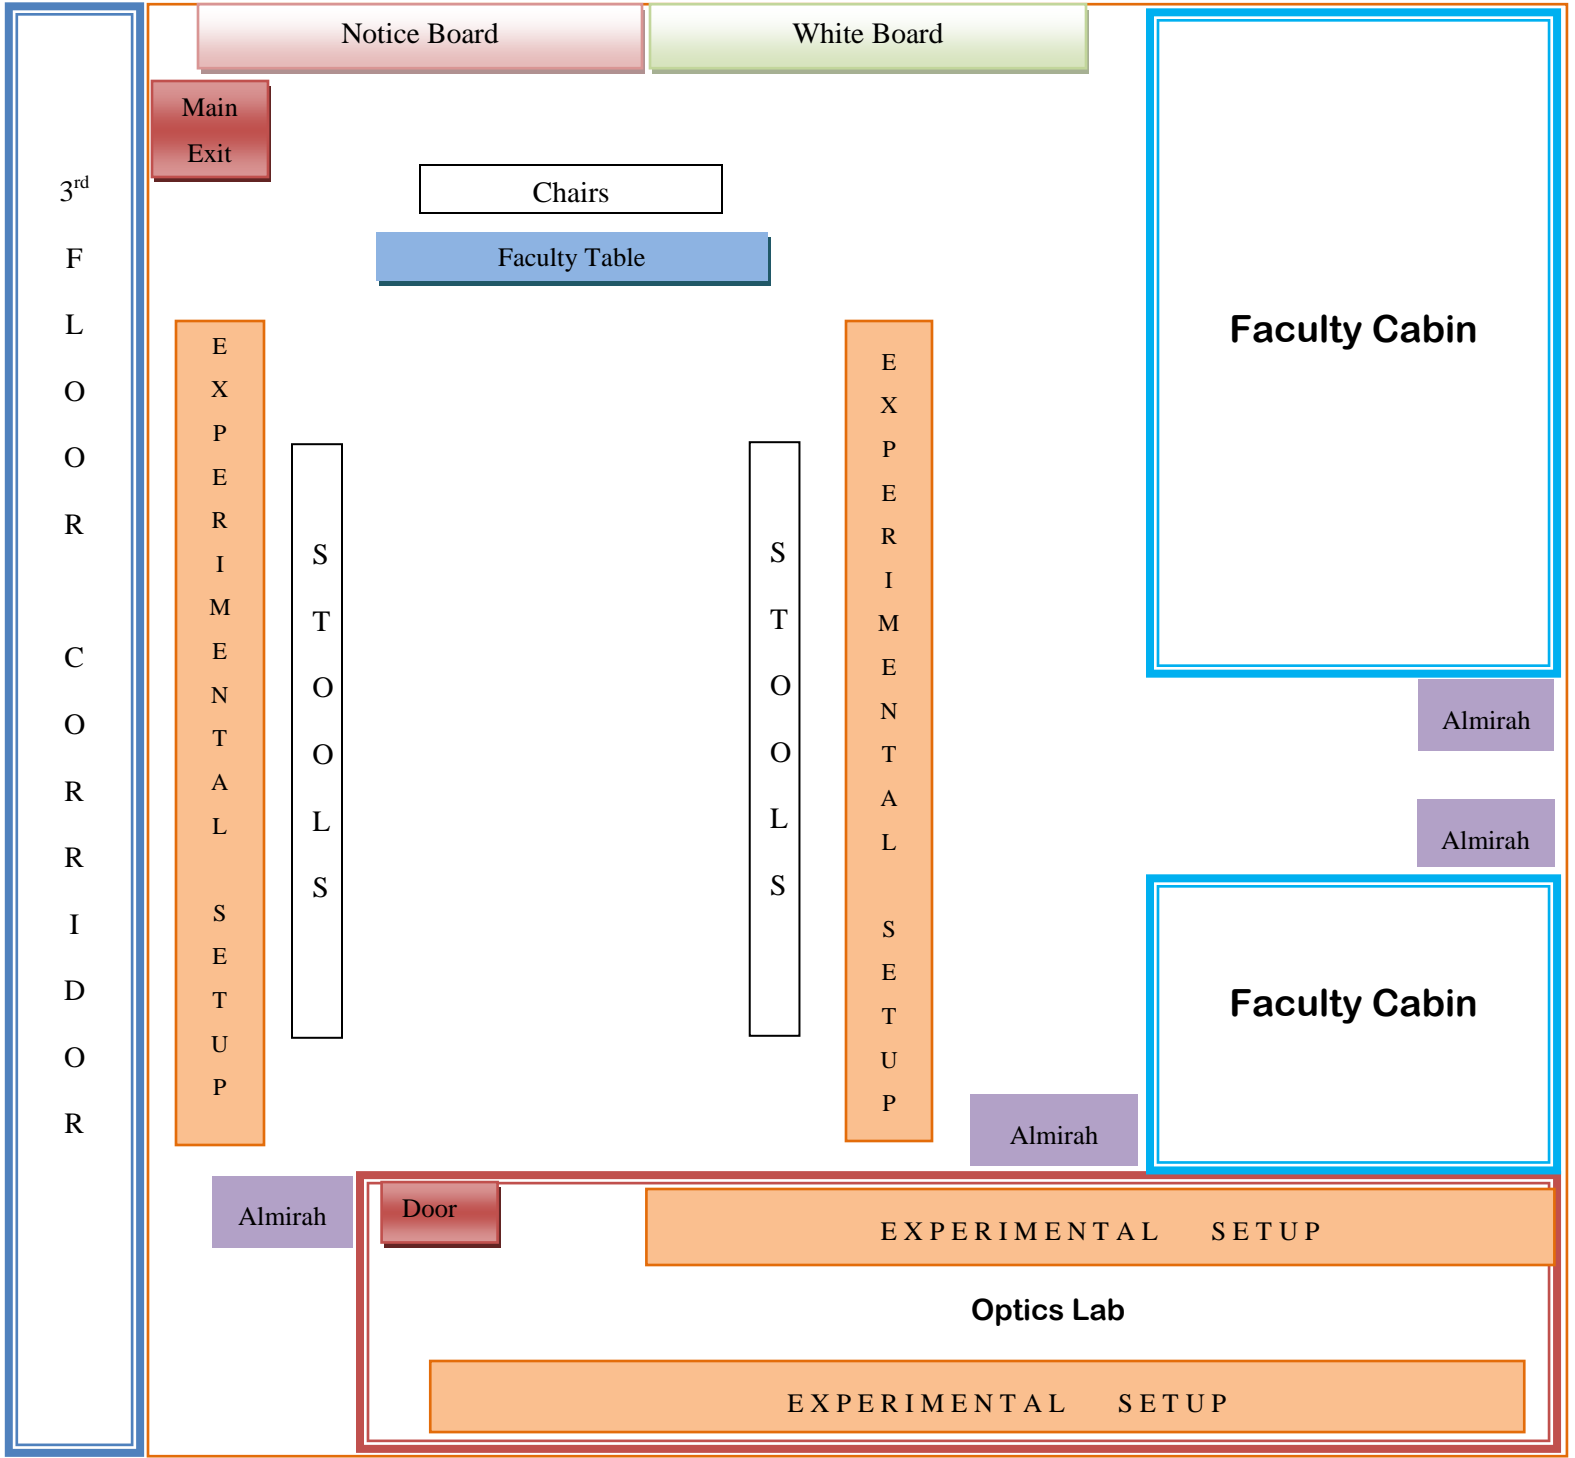 Notice Board
White Board
Main
Exit
3rd
FLOOR
CORRIDOR
Chairs
Faculty Table
EXPERIMENTAL
SETUP
STOOLS
STOOLS
EXPERIMENTAL
SETUP
Faculty Cabin
Almirah
Almirah
Faculty Cabin
Almirah
Almirah
Door
EXPERIMENTAL SETUP
Optics Lab
EXPERIMENTAL SETUP